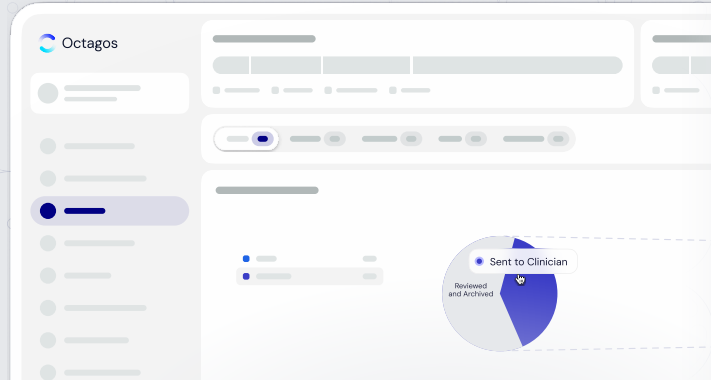 Octagos
Sent to Clinician
Reviewed
and Archived